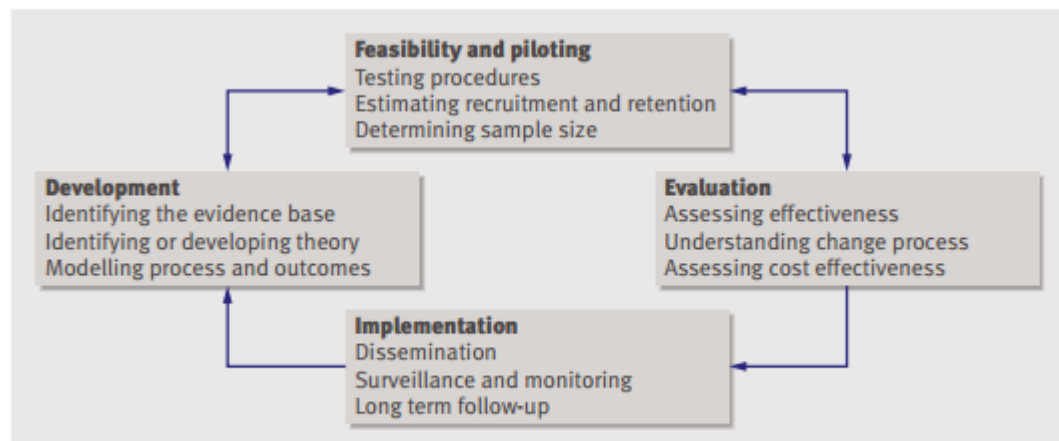 Feasibility and piloting
Testing procedures
Estimating recruitment and retention
Determining sample size
Development
Identifying the evidence base
Identifying or developing theory
Modelling process and outcomes
Evaluation
Assessing effectiveness
Understanding change process
Assessing cost effectiveness
Implementation
Dissemination
Surveillance and monitoring
Long term follow-up